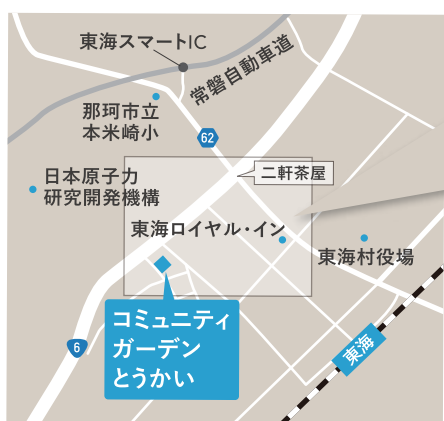 東海スマートIC
常磐自動車道
那珂市立
本米崎小
62
二軒茶屋
日本原子力
研究開発機構
東海ロイヤル・イン
東海村役場
コミュニティ
ガーデン
とうかい
6
東海